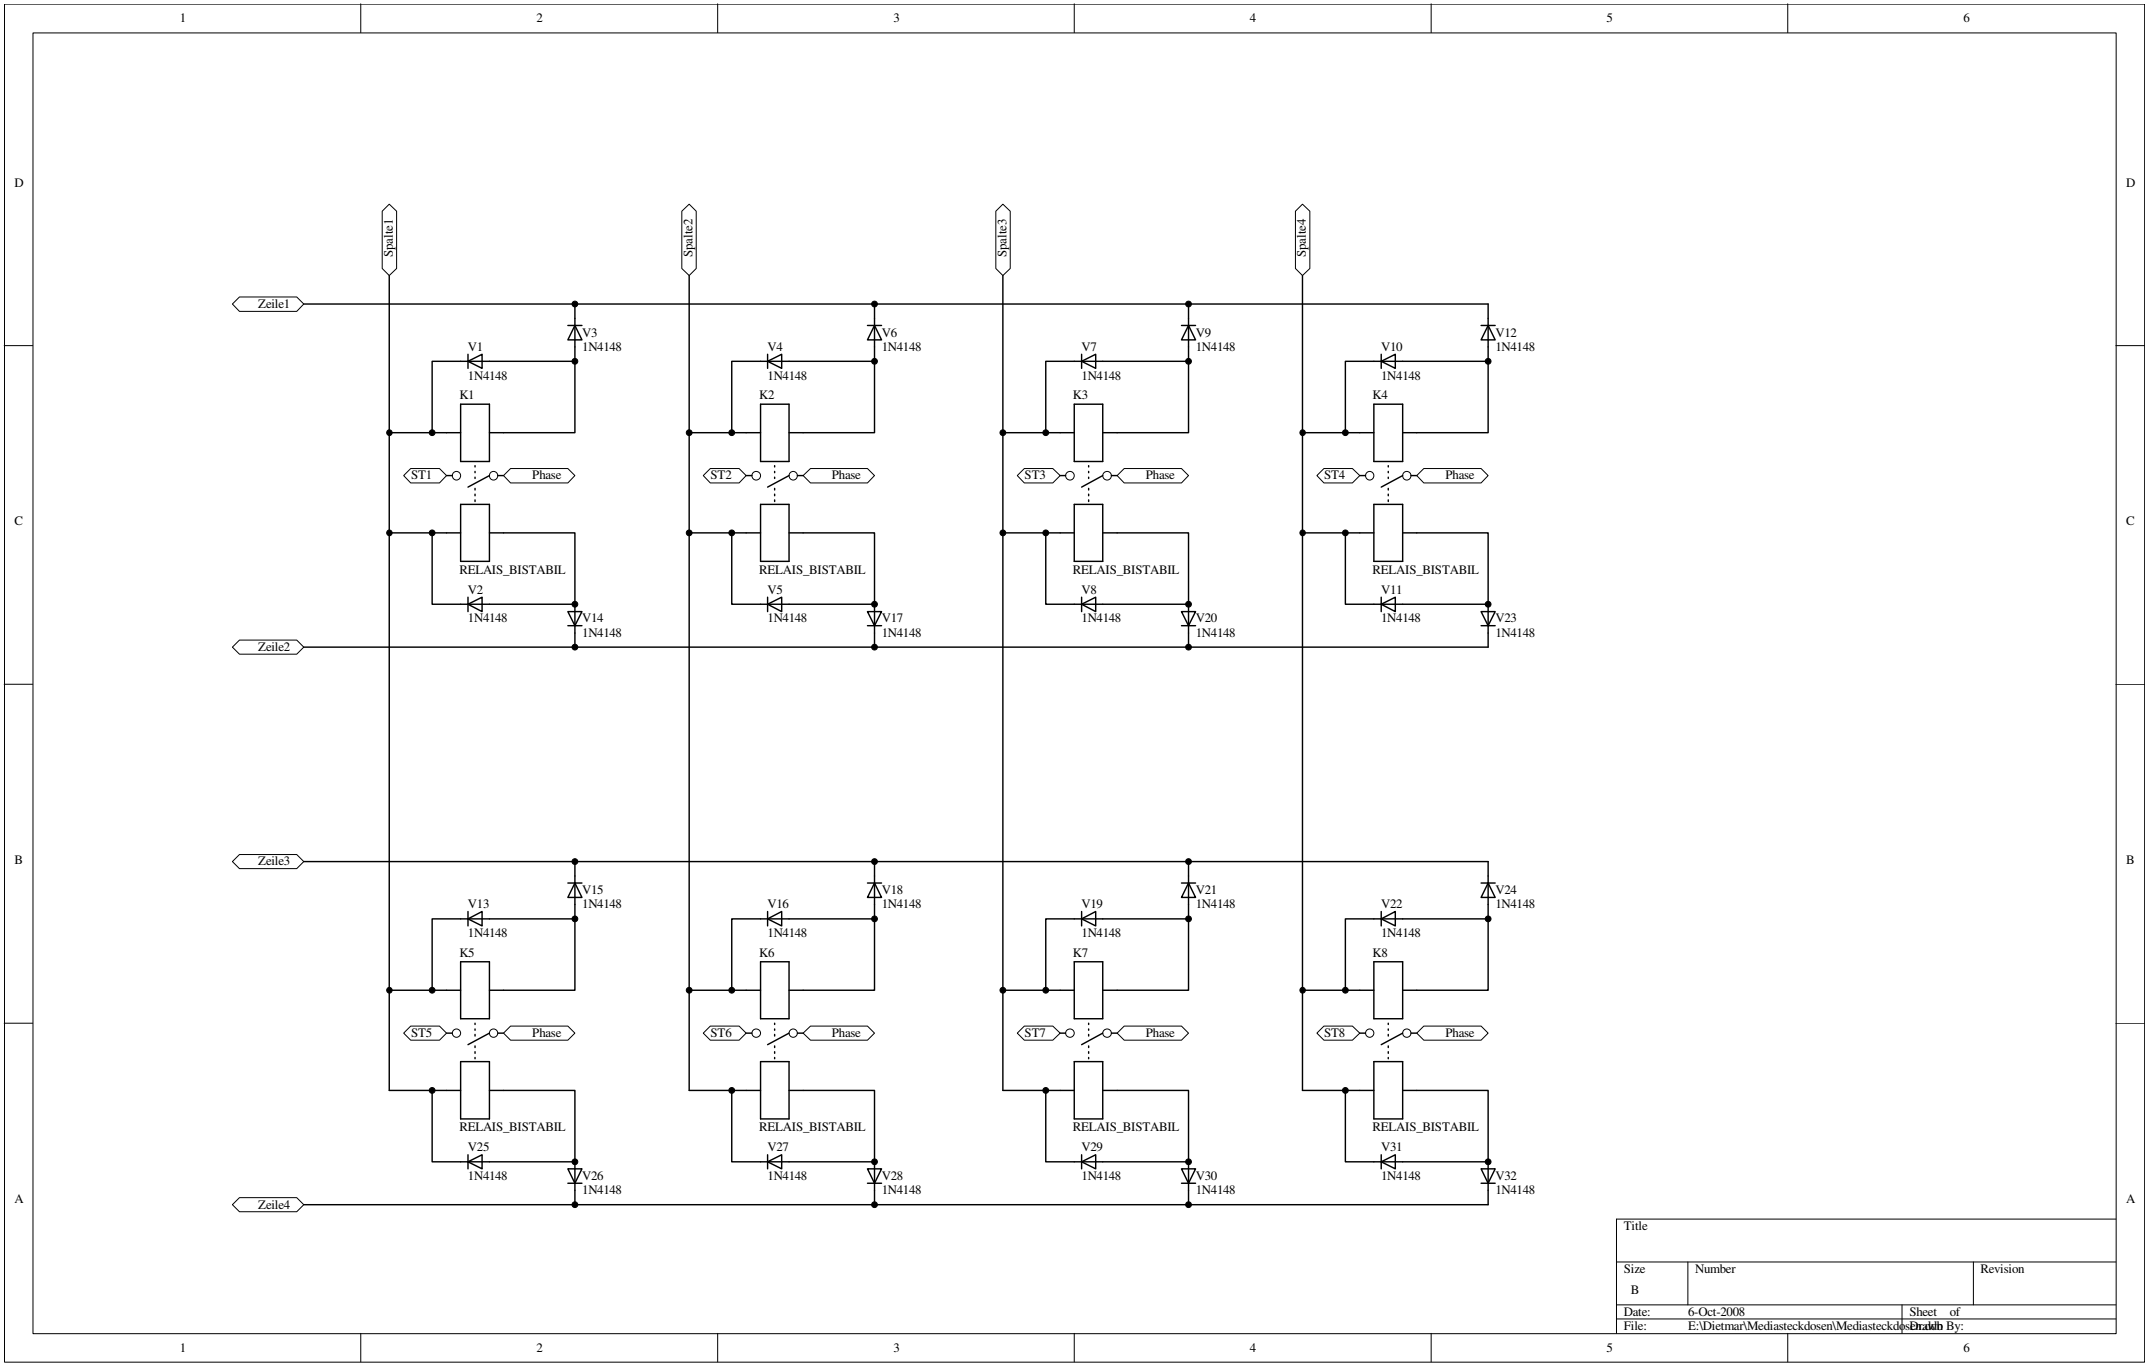 1 2 3 4 5 6
D D
Spalte1 Spalte2 Spalte3 Spalte4
Zeile1
V3 V6 V9 V12
1N4148 1N4148 1N4148 1N4148
V1 V4 V7 V10
1N4148 1N4148 1N4148 1N4148
K1 K2 K3 K4
ST1 Phase ST2 Phase ST3 Phase ST4 Phase
C C
RELAIS_BISTABIL RELAIS_BISTABIL RELAIS_BISTABIL RELAIS_BISTABIL
V2 V5 V8 V11
1N4148 V14 1N4148 V17 1N4148 V20 1N4148 V23
1N4148 1N4148 1N4148 1N4148
Zeile2
B B
Zeile3
V15 V18 V21 V24
1N4148 1N4148 1N4148 1N4148
V13 V16 V19 V22
1N4148 1N4148 1N4148 1N4148
K5 K6 K7 K8
ST5 Phase ST6 Phase ST7 Phase ST8 Phase
RELAIS_BISTABIL RELAIS_BISTABIL RELAIS_BISTABIL RELAIS_BISTABIL
V25 V27 V29 V31
1N4148 V26 1N4148 V28 1N4148 V30 1N4148 V32
1N4148 1N4148 1N4148 1N4148
A A
Zeile4
Title
Size Number Revision
B
Date: 6-Oct-2008 Sheet of
File: E:\Dietmar\Mediasteckdosen\Mediasteckdosen.ddb Drawn By:
1 2 3 4 5 6